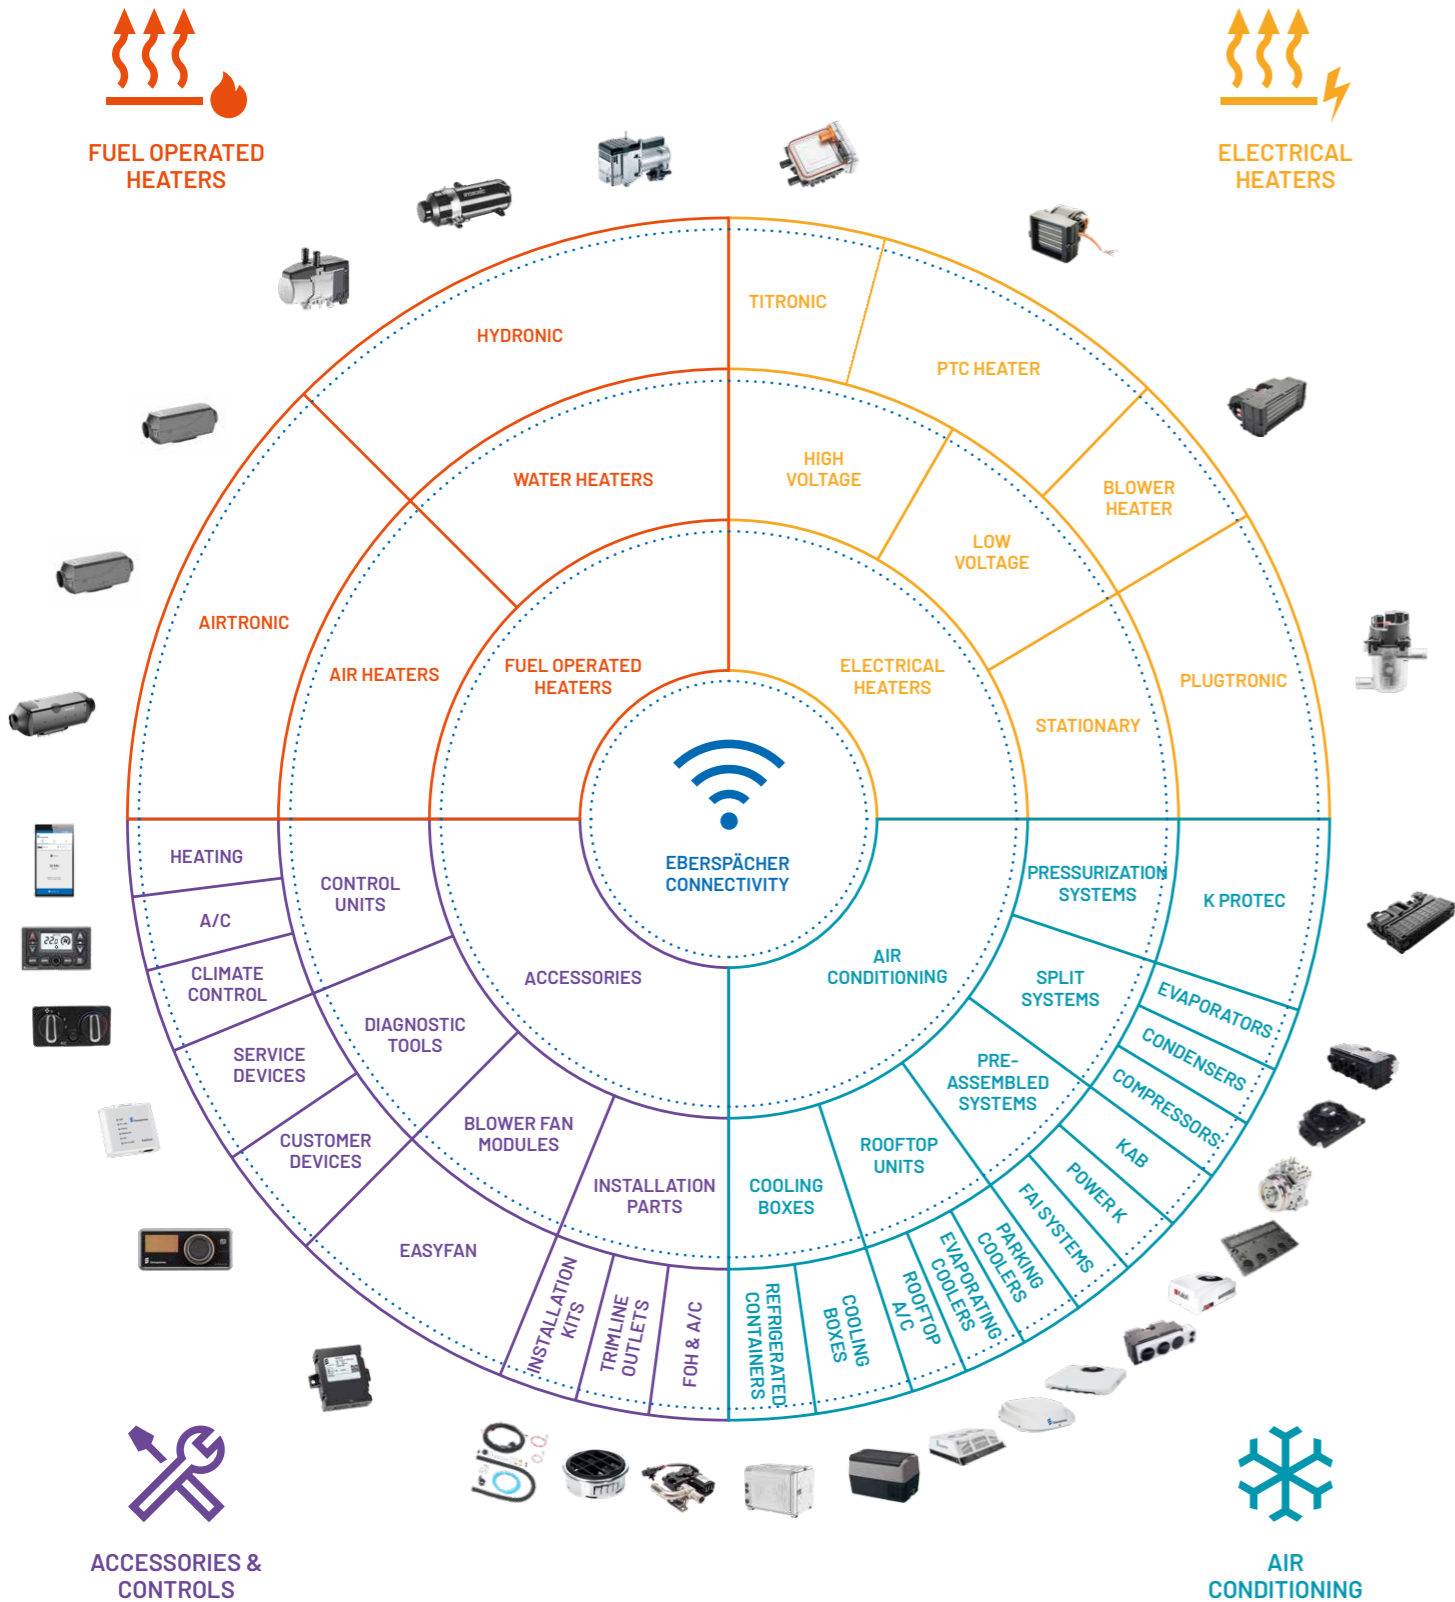 FUEL OPERATED
HEATERS
ELECTRICAL
HEATERS
HYDRONIC
TITRONIC
PTC HEATER
WATER HEATERS
HIGH
VOLTAGE
BLOWER
HEATER
LOW
VOLTAGE
AIRTRONIC
AIR HEATERS
FUEL OPERATED
HEATERS
ELECTRICAL
HEATERS
PLUGTRONIC
STATIONARY
EBERSPÄCHER
CONNECTIVITY
HEATING
CONTROL
UNITS
PRESSURIZATION
SYSTEMS
K PROTEC
A/C
22.0
CLIMATE
CONTROL
ACCESSORIES
AIR
CONDITIONING
SPLIT
SYSTEMS
EVAPORATORS
DIAGNOSTIC
TOOLS
CONDENSERS
SERVICE
DEVICES
PRE-
ASSEMBLED
SYSTEMS
COMPRESSORS
BLOWER FAN
MODULES
ROOFTOP
UNITS
KAB
CUSTOMER
DEVICES
INSTALLATION
PARTS
COOLING
BOXES
POWER K
FAI SYSTEMS
EASYFAN
PARKING
COOLERS
EVAPORATING
COOLERS
ROOFTOP
A/C
INSTALLATION
KITS
TRIMLINE
OUTLETS
FOH & A/C
REFRIGERATED
CONTAINERS
COOLING
BOXES
ACCESSORIES &
CONTROLS
AIR
CONDITIONING